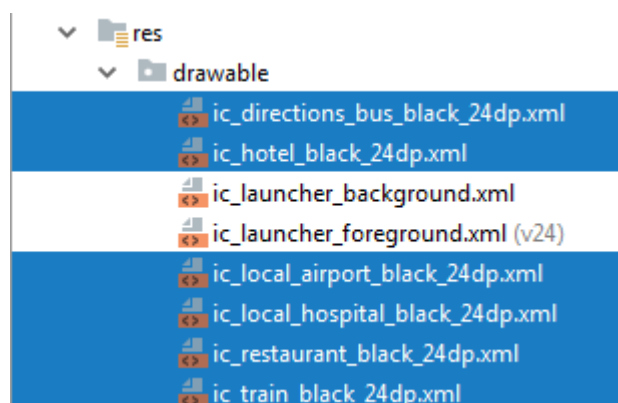 res
drawable
ic_directions_bus_black_24dp.xml
ic_hotel_black_24dp.xml
ic_launcher_background.xml
ic_launcher_foreground.xml (v24)
ic_local_airport_black_24dp.xml
ic_local_hospital_black_24dp.xml
ic_restaurant_black_24dp.xml
ic_train_black_24dp.xml